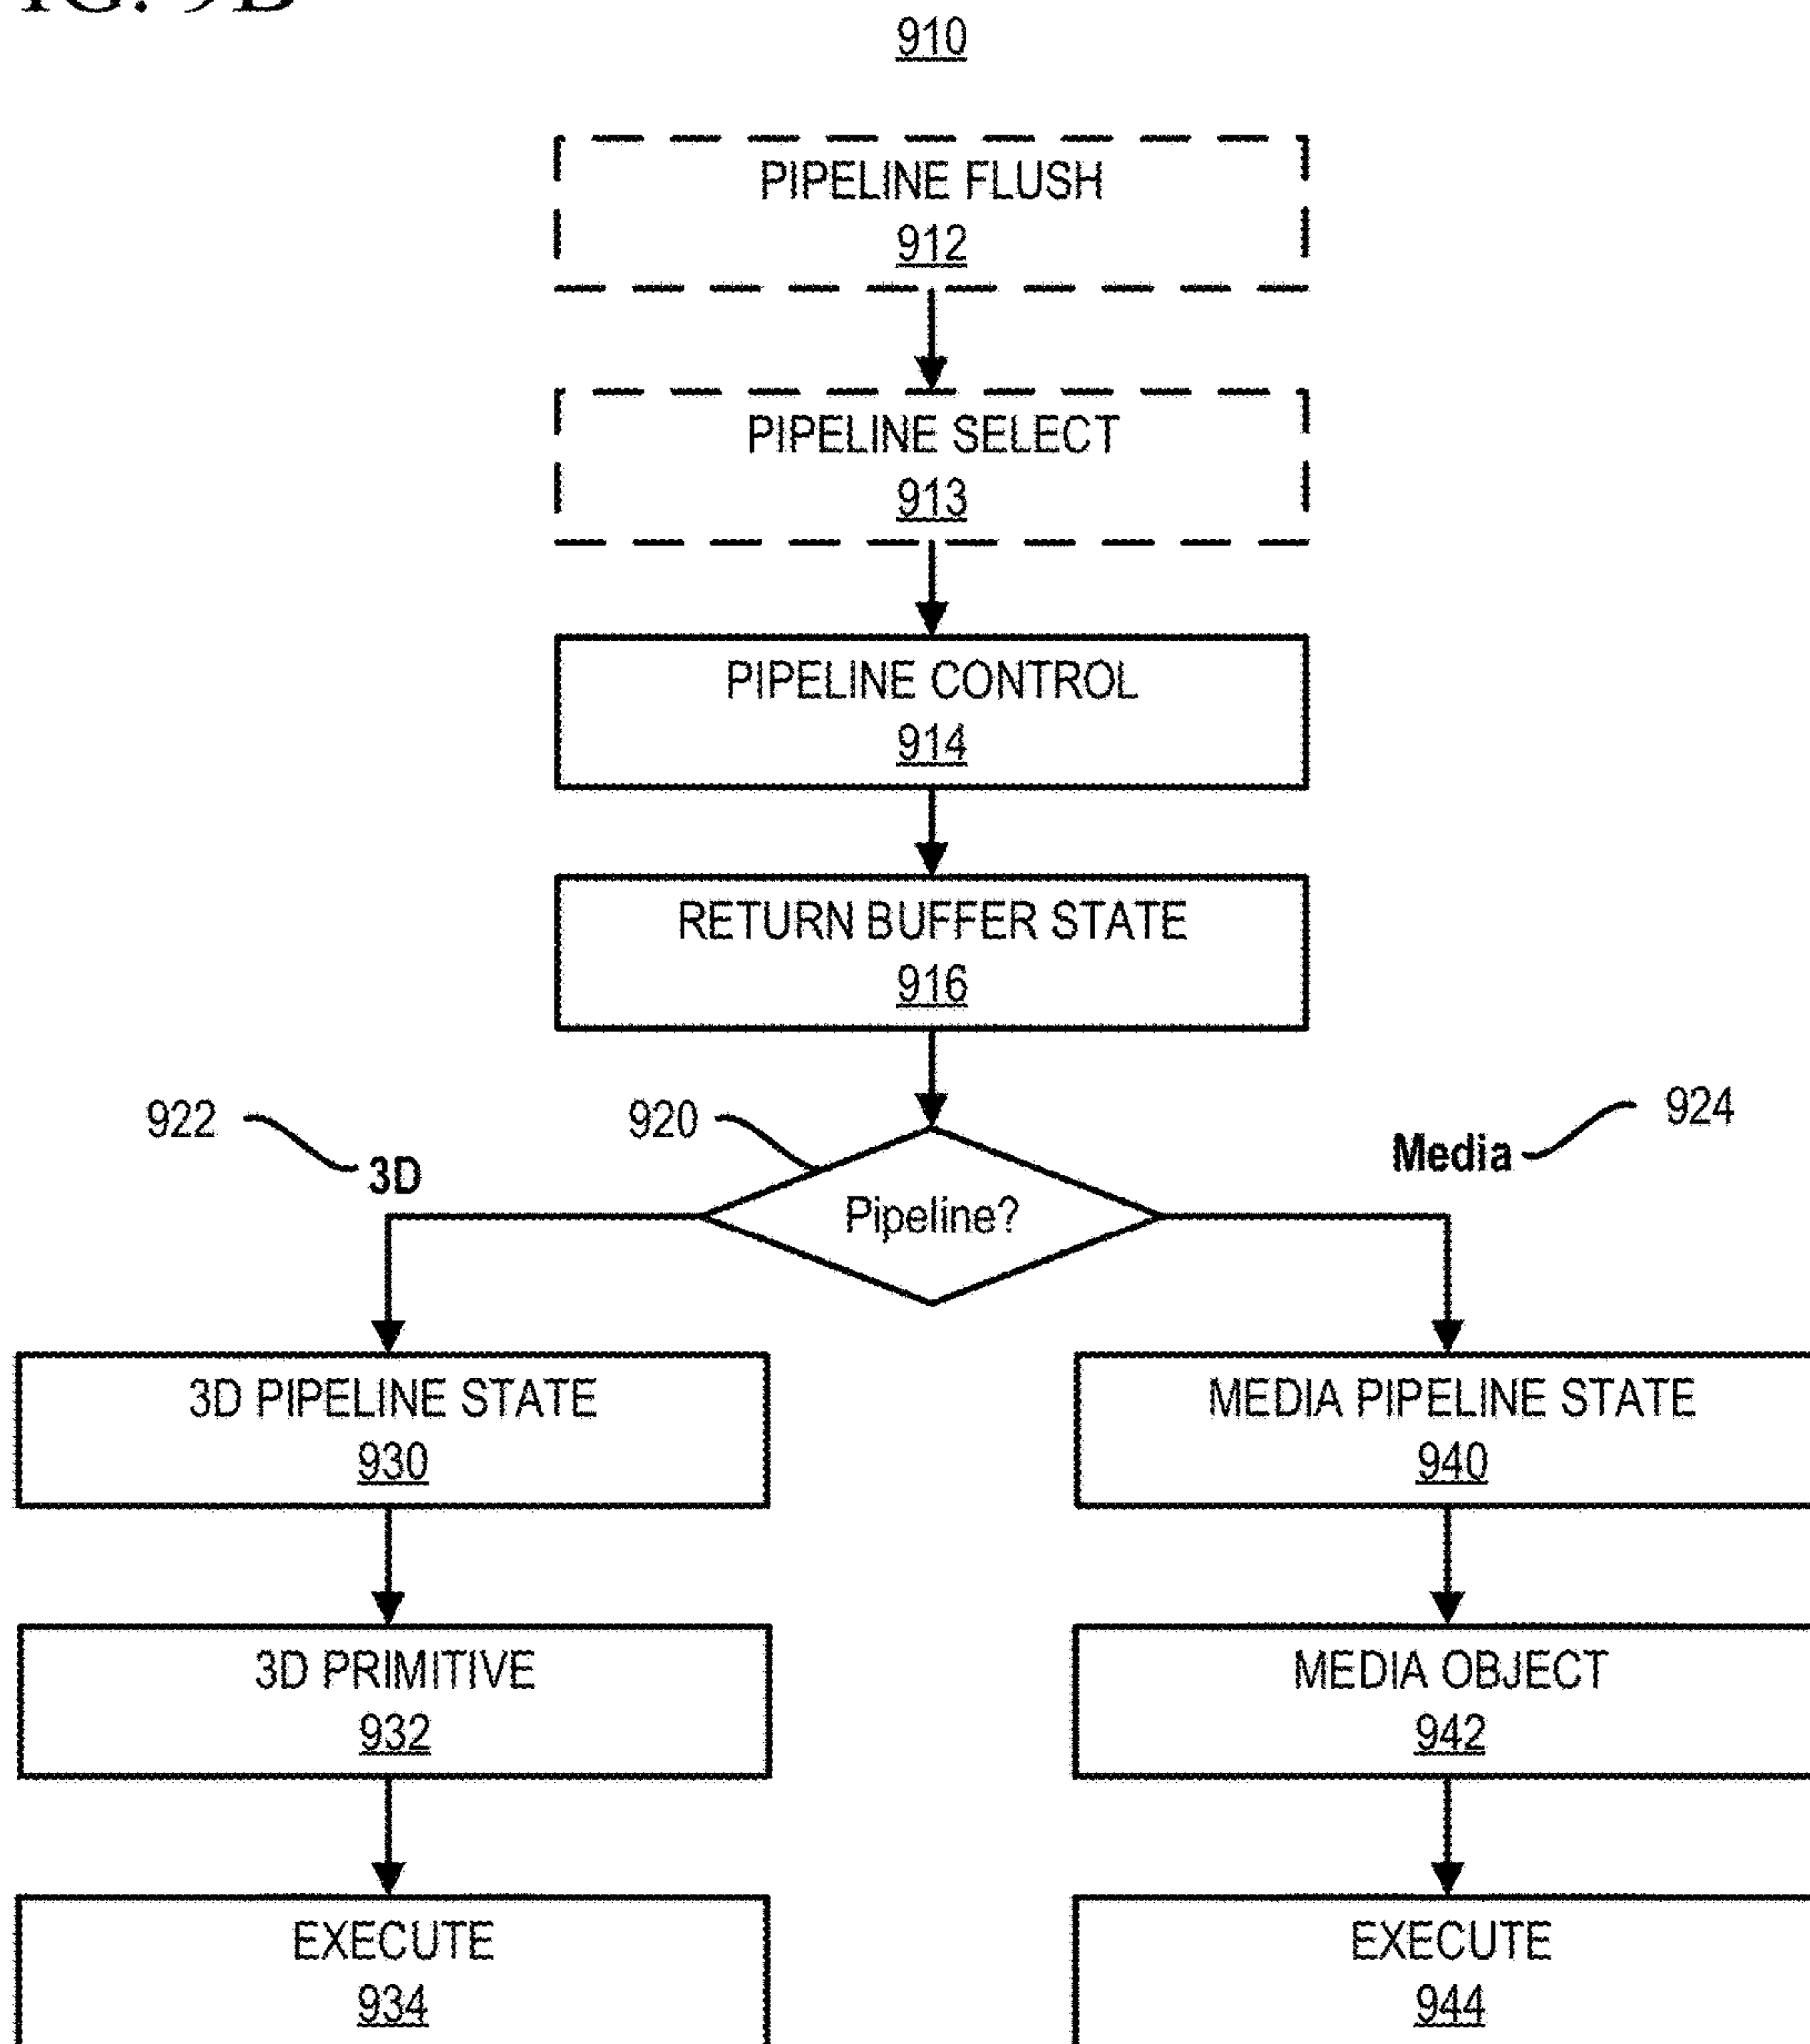 910
PIPELINE FLUSH
912
PIPELINE SELECT
913
PIPELINE CONTROL
914
RETURN BUFFER STATE
916
922
920
924
3D
Media
Pipeline?
3D PIPELINE STATE
930
MEDIA PIPELINE STATE
940
3D PRIMITIVE
932
MEDIA OBJECT
942
EXECUTE
934
EXECUTE
944